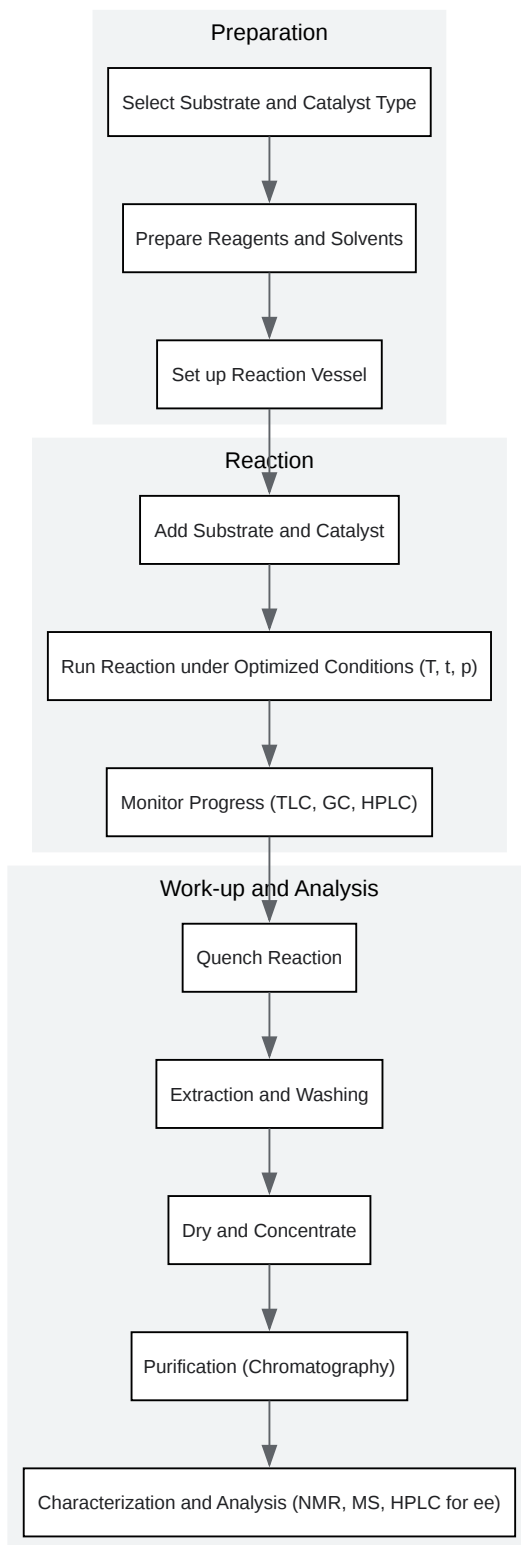 Preparation
Select Substrate and Catalyst Type
Prepare Reagents and Solvents
Set up Reaction Vessel
Reaction
Add Substrate and Catalyst
Run Reaction under Optimized Conditions (T, t, p)
Monitor Progress (TLC, GC, HPLC)
Work-up and Analysis
Quench Reaction
Extraction and Washing
Dry and Concentrate
Purification (Chromatography)
Characterization and Analysis (NMR, MS, HPLC for ee)